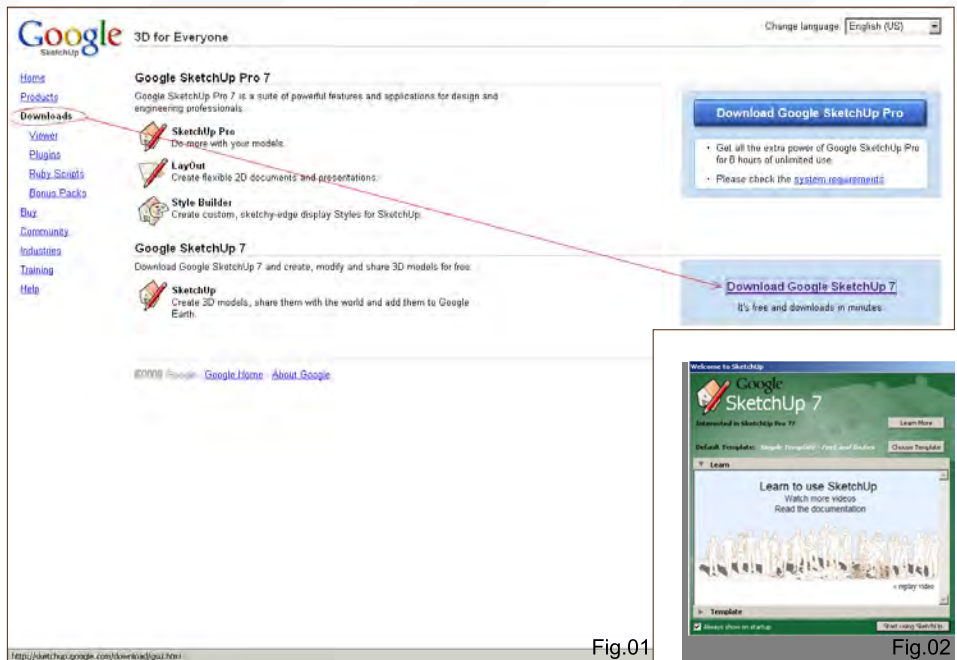 Google
SketchUp
3D for Everyone
Change language: English (US)
Home
Products
Downloads
Viewer
Plugins
Ruby Scripts
Bonus Packs
Buy
Community
Industries
Training
Help
Google SketchUp Pro 7
Google SketchUp Pro 7 is a suite of powerful features and applications for design and
engineering professionals.
SketchUp Pro
Do more with your models.
LayOut
Create flexible 2D documents and presentations.
Style Builder
Create custom, sketchy-edge display Styles for SketchUp.
Download Google SketchUp Pro
· Get all the extra power of Google SketchUp Pro
for 8 hours of unlimited use.
· Please check the system requirements
Google SketchUp 7
Download Google SketchUp 7 and create, modify and share 3D models for free.
SketchUp
Create 3D models, share them with the world and add them to Google
Earth.
Download Google SketchUp 7
It's free and downloads in minutes.
Google Home - About Google
Fig.01
Welcome to SketchUp
Google
SketchUp 7
Interested in SketchUp Pro 7?
Learn More
Default Template: Simple Template - Feet and Inches
Choose Template
Learn
Learn to use SketchUp
Watch more videos
Read the documentation
replay video
Template
Always show on startup
Start using SketchUp
Fig.02